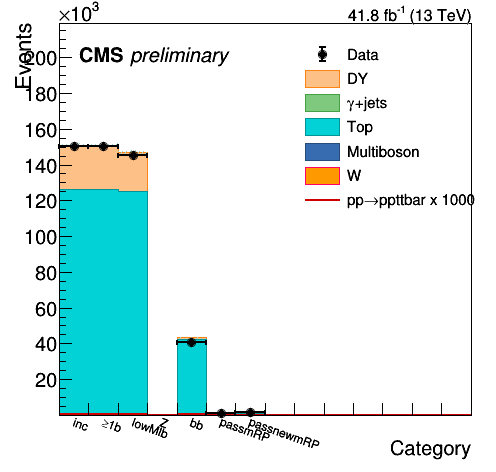 ×10³
41.8 fb⁻¹ (13 TeV)
Events
CMS preliminary
Data
DY
γ+jets
Top
Multiboson
W
pp→ppttbar x 1000
200
180
160
140
120
100
80
60
40
20
inc
≥1b
lowMlb
Z
bb
passmRP
passnewmRP
Category